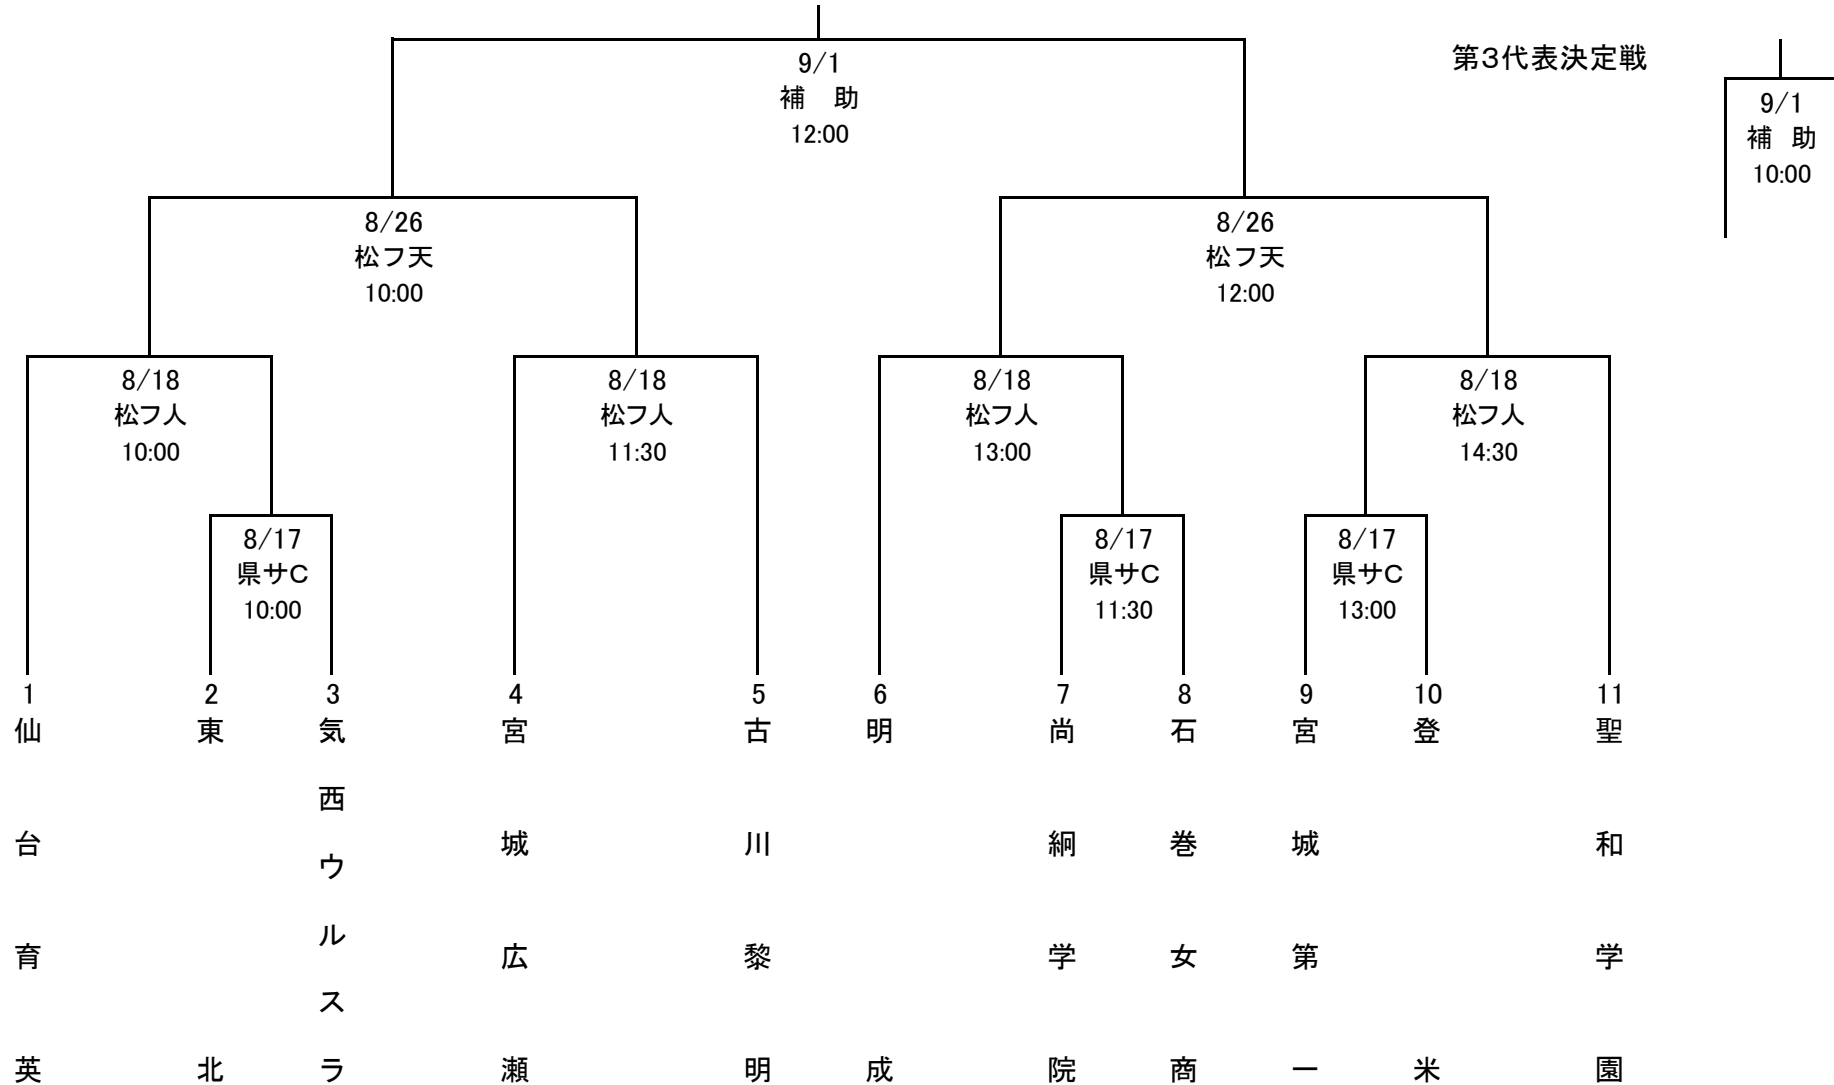 9/1
補　助
12:00
第3代表決定戦
9/1
補　助
10:00
8/26
松フ天
10:00
8/26
松フ天
12:00
8/18
松フ人
10:00
8/18
松フ人
11:30
8/18
松フ人
13:00
8/18
松フ人
14:30
8/17
県サC
10:00
8/17
県サC
11:30
8/17
県サC
13:00
1
仙台育英
2
東北
3
気西ウルスラ
4
宮城広瀬
5
古川黎明
6
明成
7
尚絅学院
8
石巻女商
9
宮城第一
10
登米
11
聖和学園